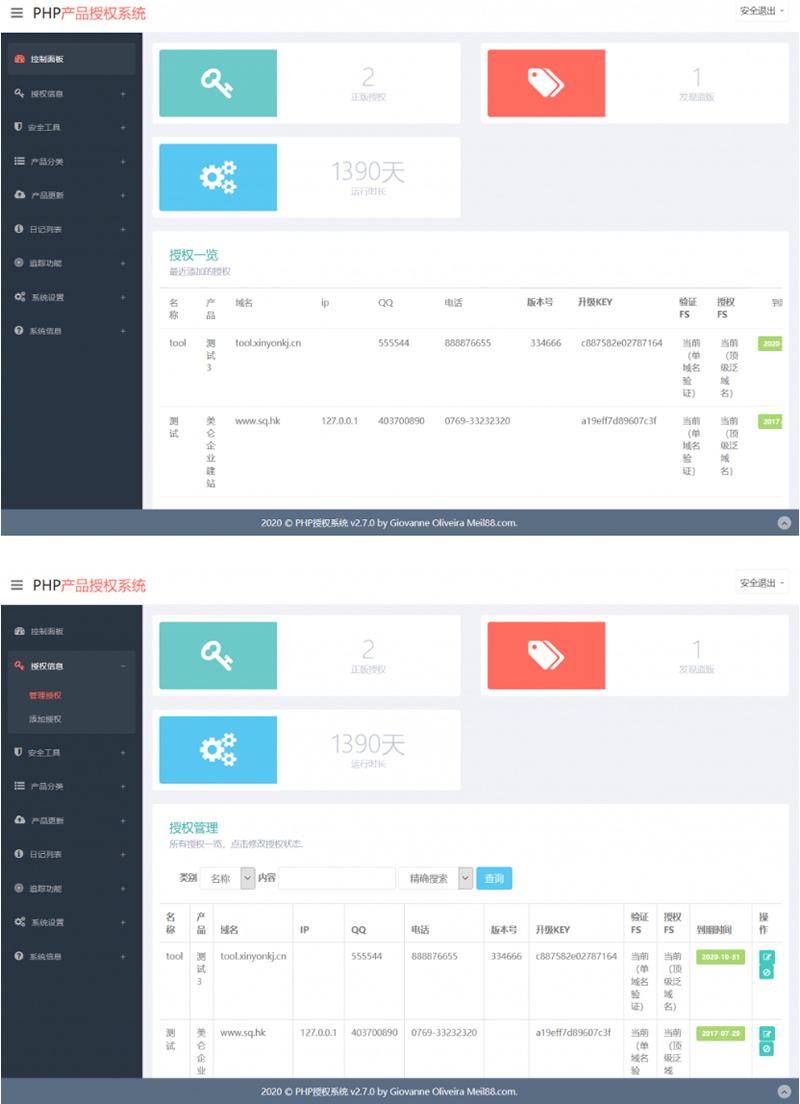 PHP产品授权系统
安全退出
控制面板
授权信息
安全工具
产品分类
产品更新
日记列表
追踪功能
系统设置
系统信息
2
正版授权
1
发现盗版
1390天
运行时长
授权一览
最近添加的授权
名称 产品 域名 ip QQ 电话 版本号 升级KEY 验证FS 授权FS
tool 测试3 tool.xinyonkj.cn 555544 888876655 334666 c887582e02787164 当前（单域名验证） 当前（顶级泛域名） 2020-
测试 美仑企业建站 www.sq.hk 127.0.0.1 403700890 0769-33232320 a19eff7d89607c3f 当前（单域名验证） 当前（顶级泛域名） 2017
2020 © PHP授权系统 v2.7.0 by Giovanne Oliveira Meil88.com.
PHP产品授权系统
安全退出
控制面板
授权信息
管理授权
添加授权
安全工具
产品分类
产品更新
日记列表
追踪功能
系统设置
系统信息
2
正版授权
1
发现盗版
1390天
运行时长
授权管理
所有授权一览，点击修改授权状态.
类别 名称 内容 精确搜索 查询
名称 产品 域名 IP QQ 电话 版本号 升级KEY 验证FS 授权FS 到期时间 操作
tool 测试3 tool.xinyonkj.cn 555544 888876655 334666 c887582e02787164 当前（单域名验证） 当前（顶级泛域名） 2020-10-31
测试 美仑企业 www.sq.hk 127.0.0.1 403700890 0769-33232320 a19eff7d89607c3f 当前（单域名验 当前（顶级泛域 2017-07-29
2020 © PHP授权系统 v2.7.0 by Giovanne Oliveira Meil88.com.